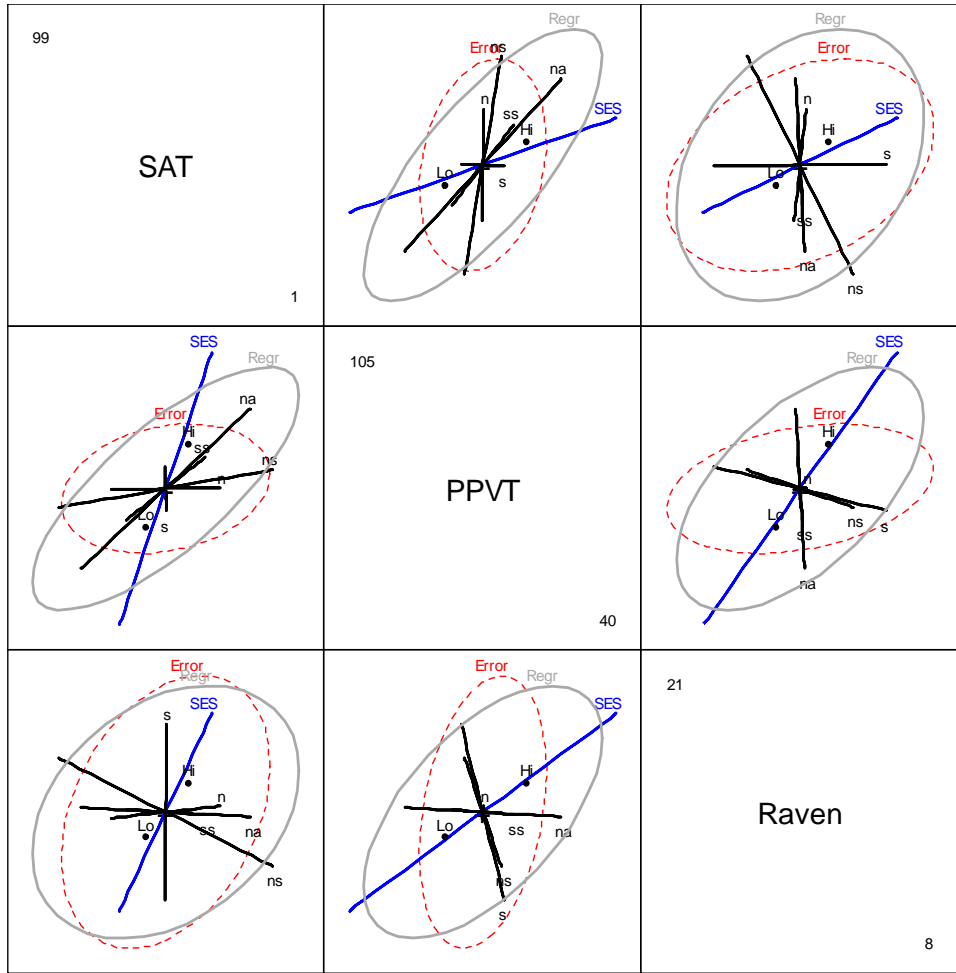 99
SAT
1
Regr
Error
ns
na
n
ss
SES
Hi
Lo
s
Regr
Error
n
SES
Hi
s
Lo
ss
na
ns
SES
Regr
na
Error
Hi
ss
ns
n
Lo
s
105
PPVT
40
SES
Regr
Error
Hi
n
Lo
ns
s
ss
na
Error
Regr
SES
s
Hi
n
Lo
ss
na
ns
Error
Regr
SES
Hi
n
Lo
ss
na
ns
s
21
Raven
8